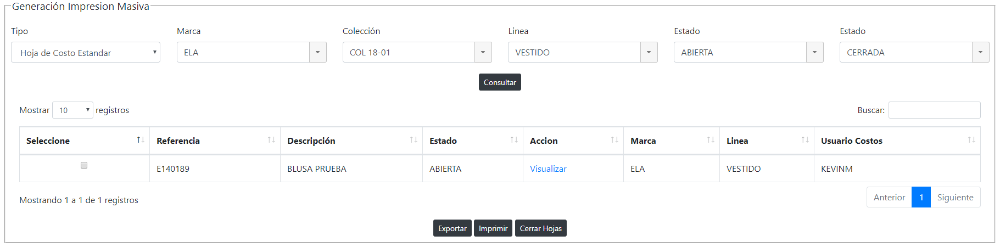 Generación Impresion Masiva
Tipo Marca Colección Linea Estado Estado
Hoja de Costo Estandar ELA COL 18-01 VESTIDO ABIERTA CERRADA
Consultar
Mostrar 10 registros Buscar:
Seleccione Referencia Descripción Estado Accion Marca Linea Usuario Costos
E140189 BLUSA PRUEBA ABIERTA Visualizar ELA VESTIDO KEVINM
Mostrando 1 a 1 de 1 registros Anterior 1 Siguiente
Exportar Imprimir Cerrar Hojas